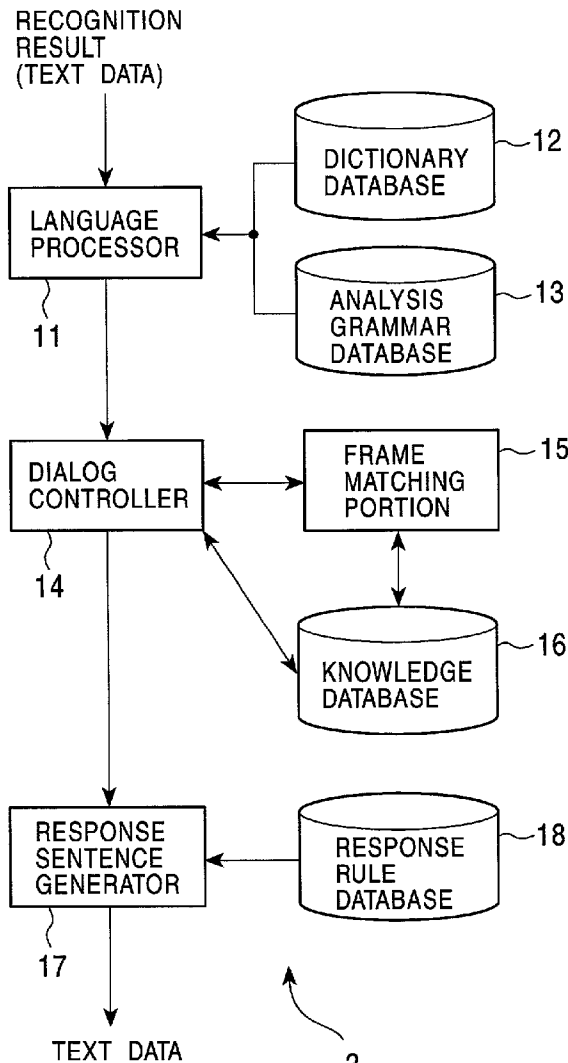 RECOGNITION
RESULT
(TEXT DATA)
DICTIONARY
DATABASE
12
LANGUAGE
PROCESSOR
11
ANALYSIS
GRAMMAR
DATABASE
13
DIALOG
CONTROLLER
14
FRAME
MATCHING
PORTION
15
KNOWLEDGE
DATABASE
16
RESPONSE
SENTENCE
GENERATOR
17
RESPONSE
RULE
DATABASE
18
TEXT DATA